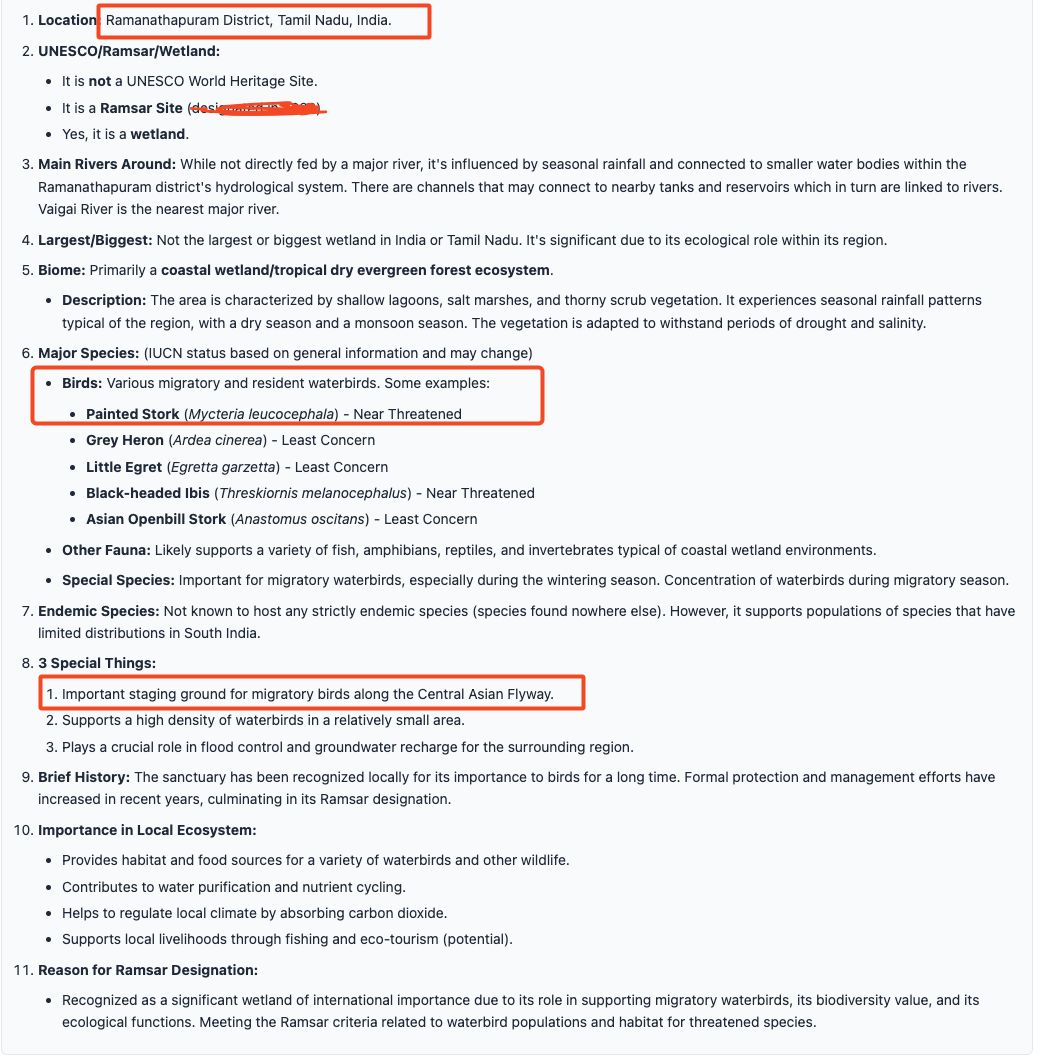 1. Location: Ramanathapuram District, Tamil Nadu, India.
2. UNESCO/Ramsar/Wetland:
• It is not a UNESCO World Heritage Site.
• It is a Ramsar Site (
• Yes, it is a wetland.
3. Main Rivers Around: While not directly fed by a major river, it's influenced by seasonal rainfall and connected to smaller water bodies within the
Ramanathapuram district's hydrological system. There are channels that may connect to nearby tanks and reservoirs which in turn are linked to rivers.
Vaigai River is the nearest major river.
4. Largest/Biggest: Not the largest or biggest wetland in India or Tamil Nadu. It's significant due to its ecological role within its region.
5. Biome: Primarily a coastal wetland/tropical dry evergreen forest ecosystem.
• Description: The area is characterized by shallow lagoons, salt marshes, and thorny scrub vegetation. It experiences seasonal rainfall patterns
typical of the region, with a dry season and a monsoon season. The vegetation is adapted to withstand periods of drought and salinity.
6. Major Species: (IUCN status based on general information and may change)
• Birds: Various migratory and resident waterbirds. Some examples:
• Painted Stork (Mycteria leucocephala) - Near Threatened
• Grey Heron (Ardea cinerea) - Least Concern
• Little Egret (Egretta garzetta) - Least Concern
• Black-headed Ibis (Threskiornis melanocephalus) - Near Threatened
• Asian Openbill Stork (Anastomus oscitans) - Least Concern
• Other Fauna: Likely supports a variety of fish, amphibians, reptiles, and invertebrates typical of coastal wetland environments.
• Special Species: Important for migratory waterbirds, especially during the wintering season. Concentration of waterbirds during migratory season.
7. Endemic Species: Not known to host any strictly endemic species (species found nowhere else). However, it supports populations of species that have
limited distributions in South India.
8. 3 Special Things:
1. Important staging ground for migratory birds along the Central Asian Flyway.
2. Supports a high density of waterbirds in a relatively small area.
3. Plays a crucial role in flood control and groundwater recharge for the surrounding region.
9. Brief History: The sanctuary has been recognized locally for its importance to birds for a long time. Formal protection and management efforts have
increased in recent years, culminating in its Ramsar designation.
10. Importance in Local Ecosystem:
• Provides habitat and food sources for a variety of waterbirds and other wildlife.
• Contributes to water purification and nutrient cycling.
• Helps to regulate local climate by absorbing carbon dioxide.
• Supports local livelihoods through fishing and eco-tourism (potential).
11. Reason for Ramsar Designation:
• Recognized as a significant wetland of international importance due to its role in supporting migratory waterbirds, its biodiversity value, and its
ecological functions. Meeting the Ramsar criteria related to waterbird populations and habitat for threatened species.